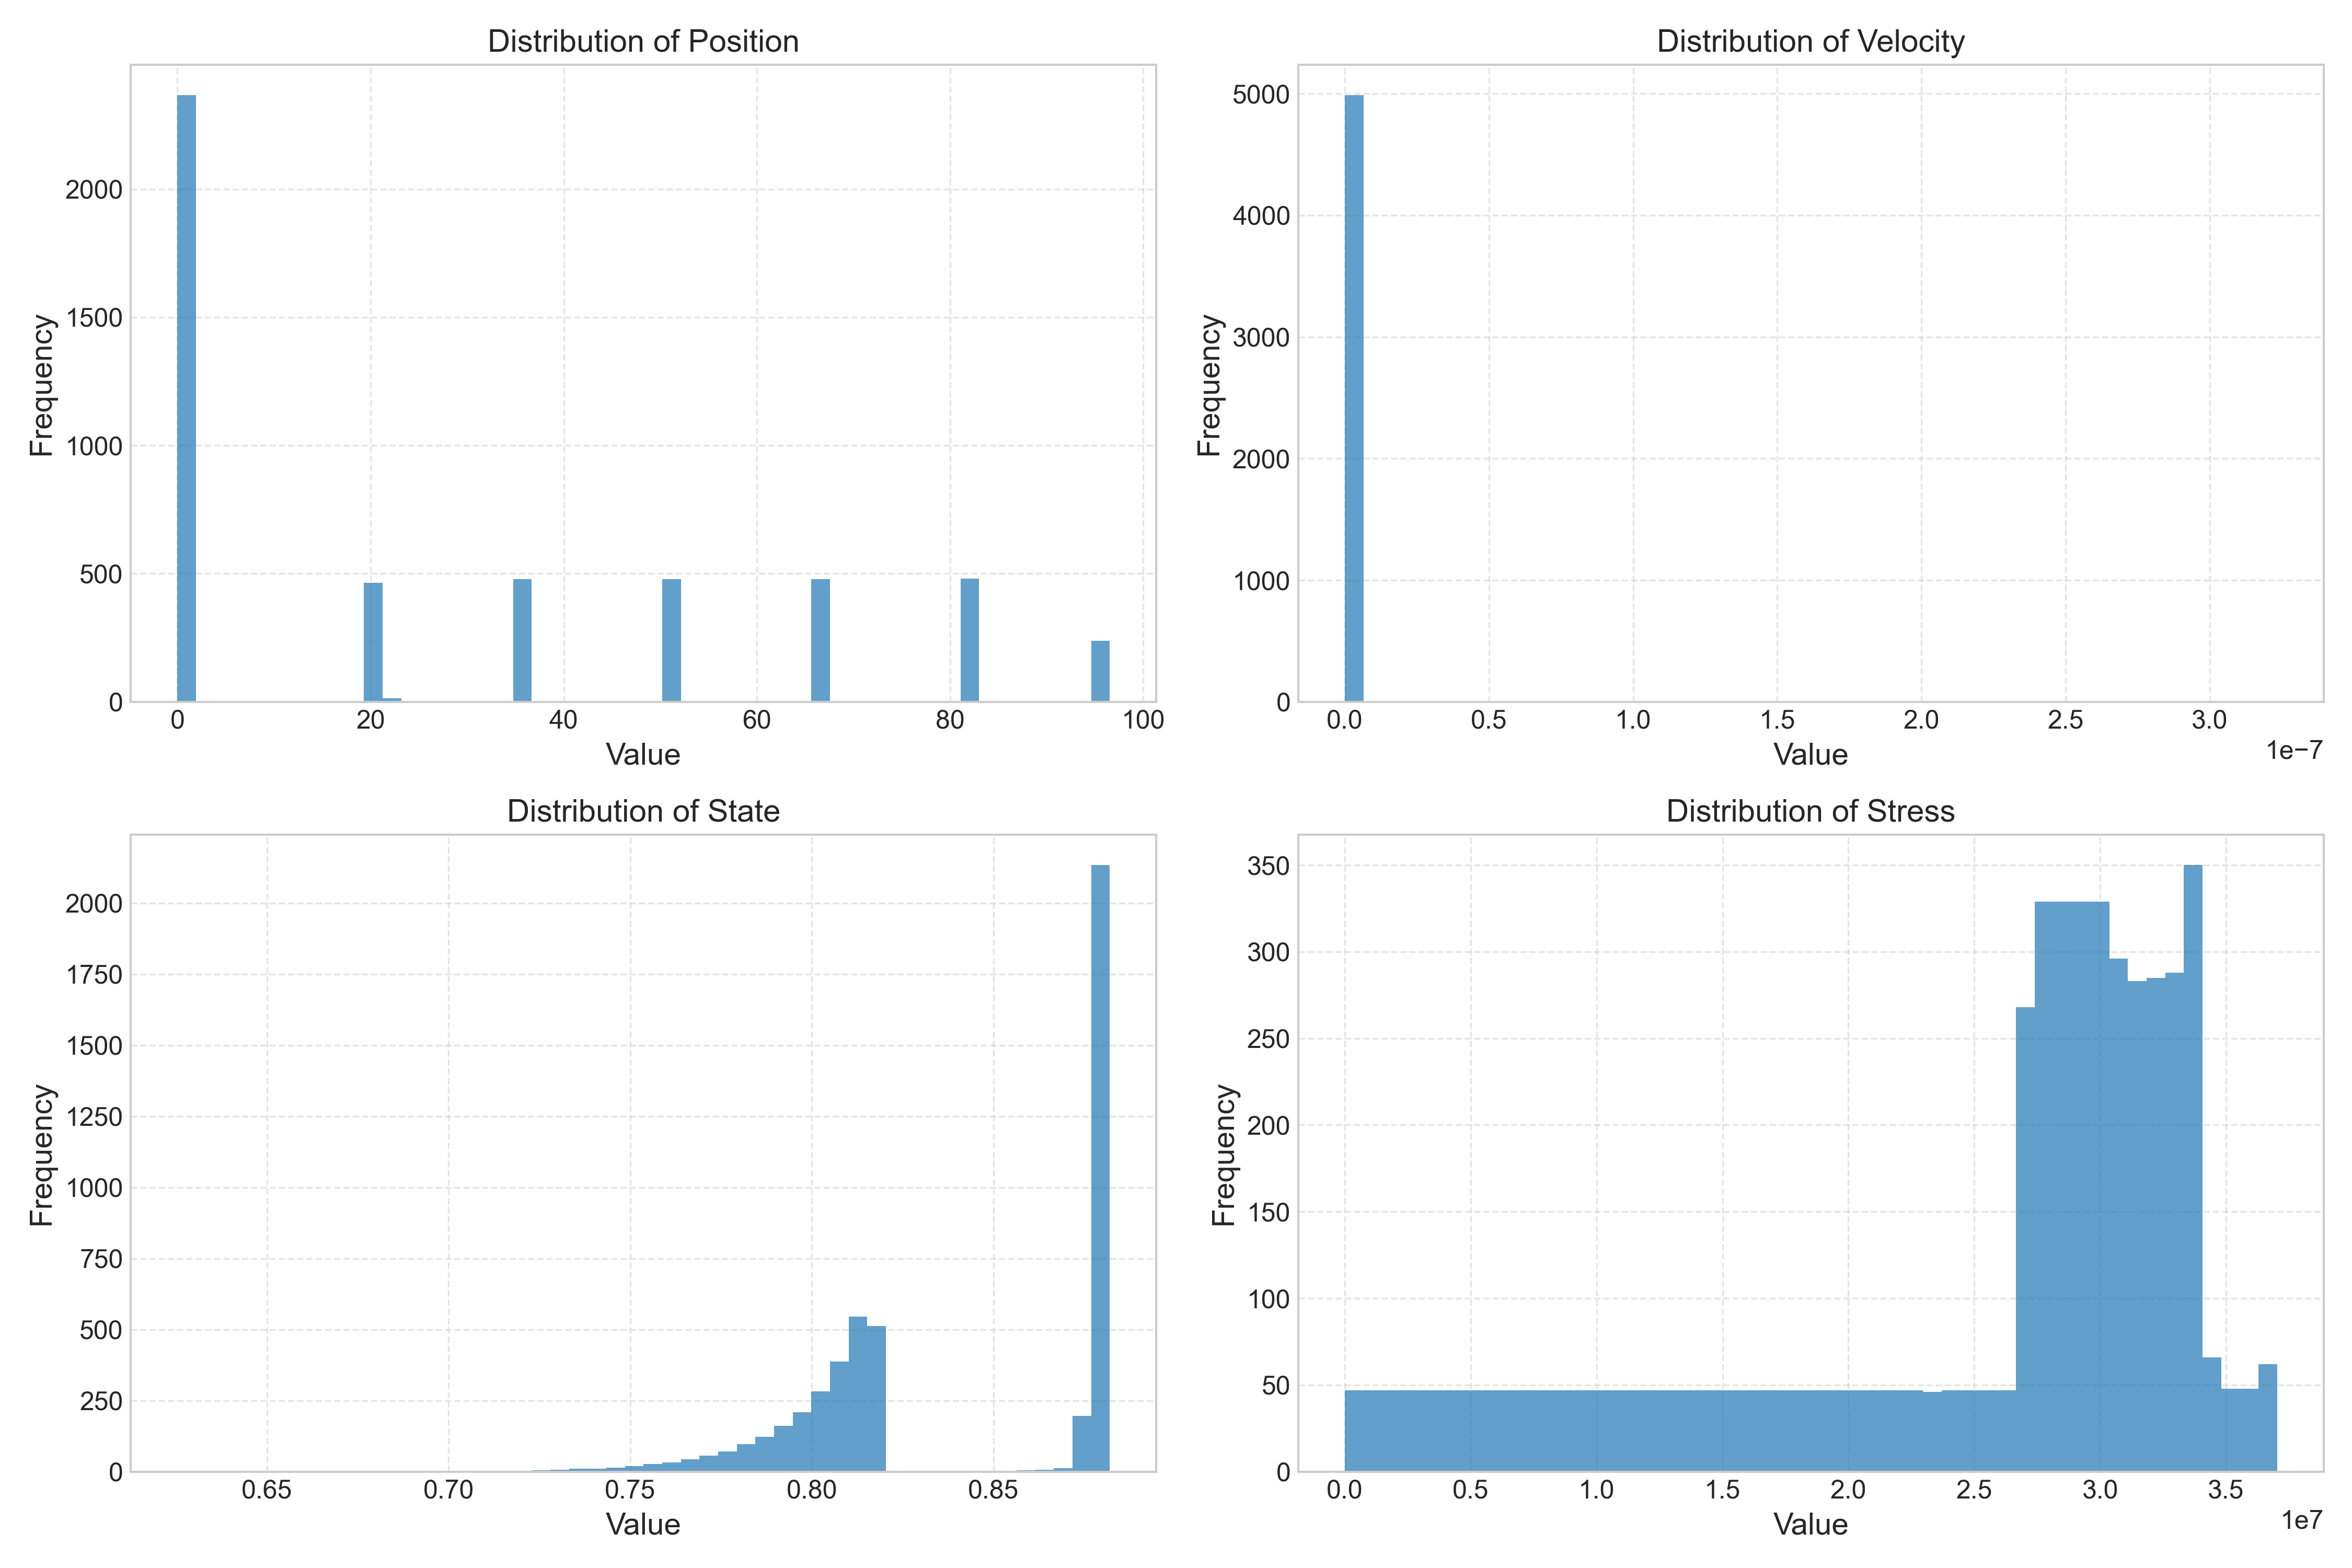 Distribution of Position
2000
1500
1000
500
0
Frequency
0 20 40 60 80 100
Value
Distribution of Velocity
5000
4000
3000
2000
1000
0
Frequency
0.0 0.5 1.0 1.5 2.0 2.5 3.0
1e−7
Value
Distribution of State
2000
1750
1500
1250
1000
750
500
250
0
Frequency
0.65 0.70 0.75 0.80 0.85
Value
Distribution of Stress
350
300
250
200
150
100
50
0
Frequency
0.0 0.5 1.0 1.5 2.0 2.5 3.0 3.5
1e7
Value